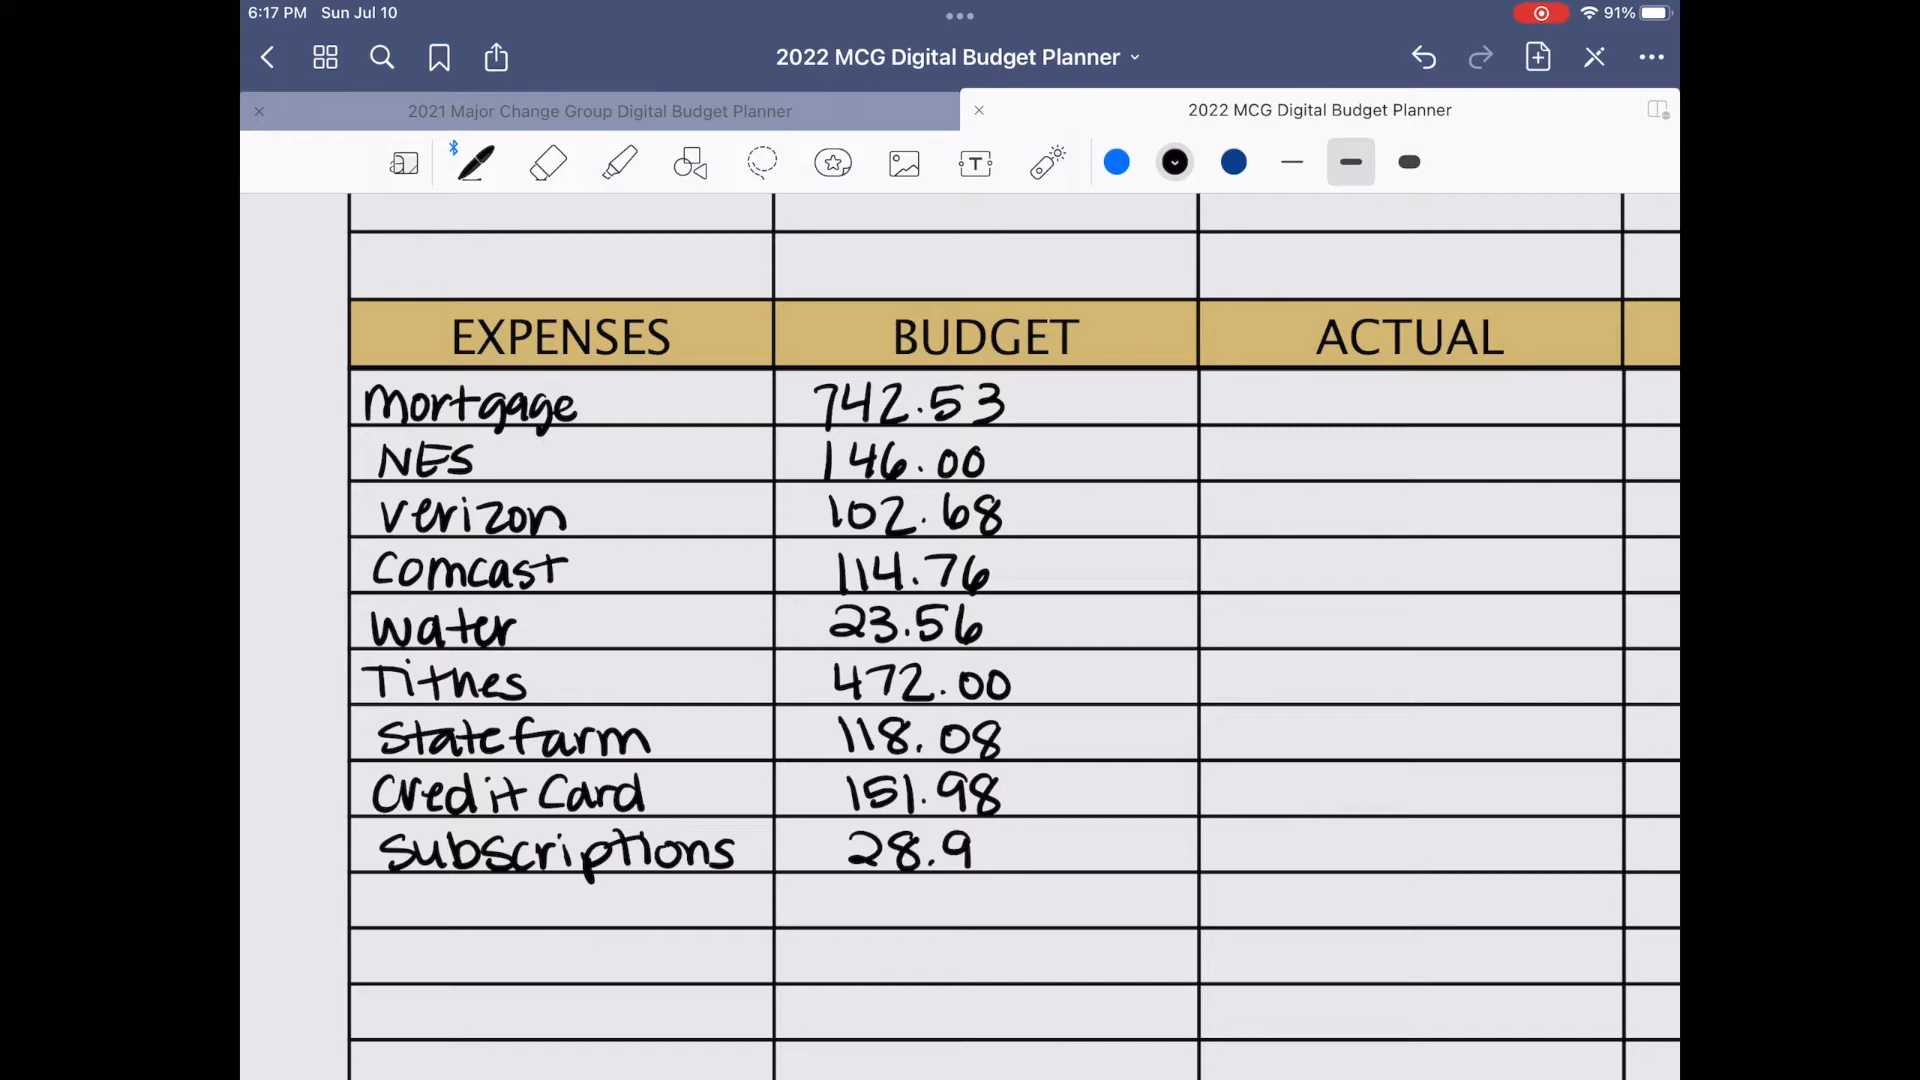 6:17 PM Sun Jul 10 91%
2022 MCG Digital Budget Planner
2021 Major Change Group Digital Budget Planner 2022 MCG Digital Budget Planner
EXPENSES BUDGET ACTUAL
Mortgage 742.53
NES 146.00
Verizon 102.68
Comcast 114.76
Water 23.56
Tithes 472.00
Statefarm 118.08
Credit Card 151.98
Subscriptions 28.9